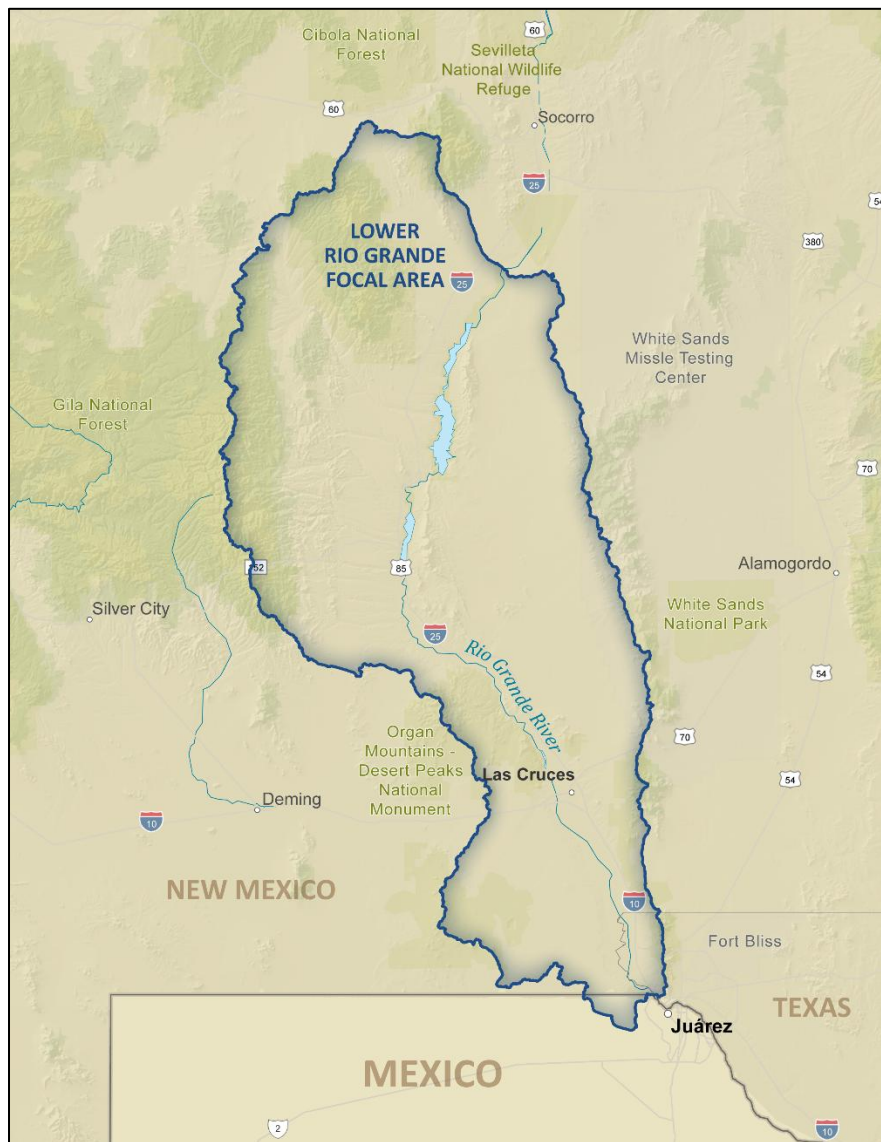 Cibola National
Forest
60
Sevilleta
National Wildlife
Refuge
60
Socorro
25
54
380
LOWER
RIO GRANDE
FOCAL AREA
25
White Sands
Missle Testing
Center
Gila National
Forest
70
152
85
Alamogordo
Silver City
White Sands
National Park
25
Rio Grande River
54
70
Organ
Mountains -
Desert Peaks
National
Monument
Las Cruces
54
Deming
10
NEW MEXICO
10
Fort Bliss
TEXAS
Juárez
MEXICO
2
10